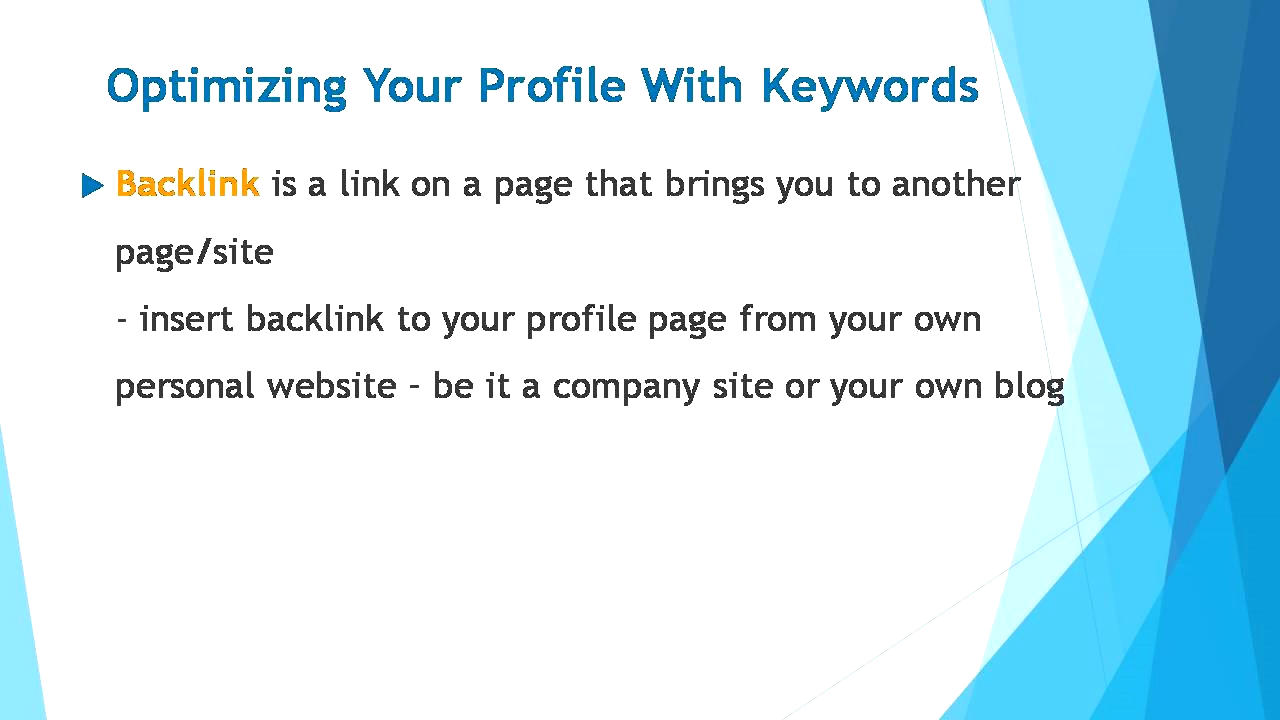 Optimizing Your Profile With Keywords
Backlink is a link on a page that brings you to another
page/site
- insert backlink to your profile page from your own
personal website – be it a company site or your own blog